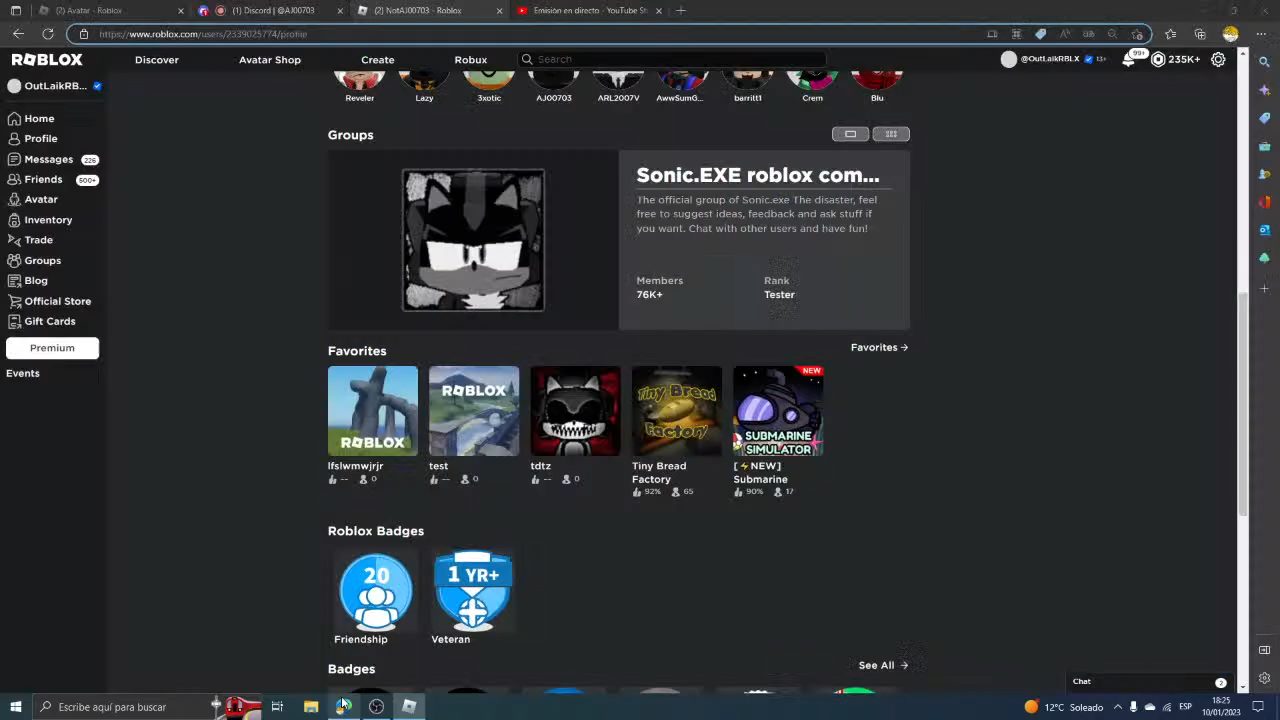 (2) Avatar - Roblox
(1) Discord | @AJ00703
(2) NotAJ00703 - Roblox
Emisión en directo - YouTube St
https://www.roblox.com/users/2339025774/profile
ROBLOX
Discover
Avatar Shop
Create
Robux
Search
@OutLaikRBLX
13+
99+
235K+
OutLaikRB...
Home
Profile
Messages 226
Friends 500+
Avatar
Inventory
Trade
Groups
Blog
Official Store
Gift Cards
Premium
Events
Reveler
Lazy
3xotic
AJ00703
ARL2007V
AwwSumG...
barritt1
Crem
Blu
Groups
Sonic.EXE roblox com...
The official group of Sonic.exe The disaster, feel
free to suggest ideas, feedback and ask stuff if
you want. Chat with other users and have fun!
Members
76K+
Rank
Tester
Favorites
Favorites →
ROBLOX
ROBLOX
Tiny Bread
Factory
NEW
SUBMARINE
SIMULATOR
lfslwmwjrjr
-- 0
test
-- 0
tdtz
-- 0
Tiny Bread
Factory
92% 65
[⚡NEW]
Submarine
90% 17
Roblox Badges
20
Friendship
1 YR+
Veteran
Badges
See All →
Chat
2
Escribe aquí para buscar
12°C Soleado
ESP
18:25
10/01/2023